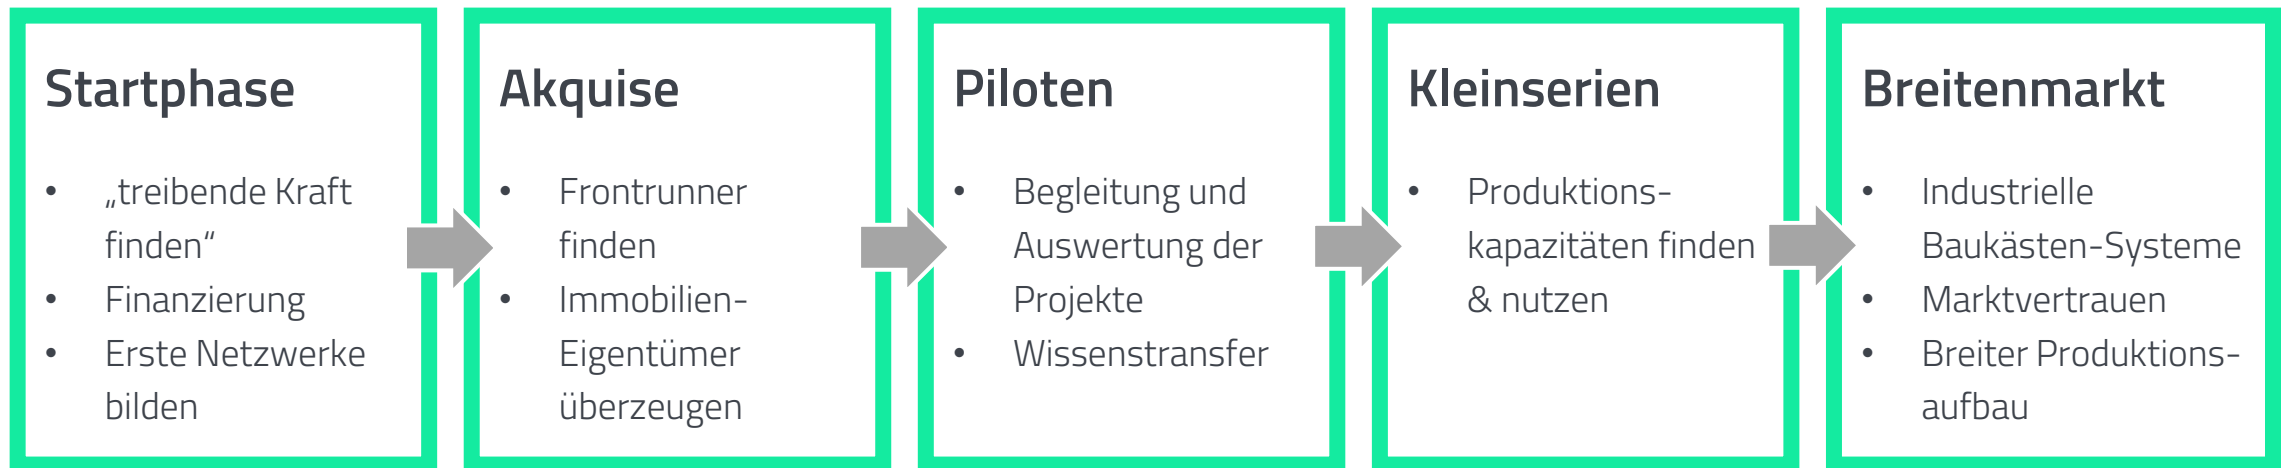 Startphase
• „treibende Kraft
finden“
• Finanzierung
• Erste Netzwerke
bilden
Akquise
• Frontrunner
finden
• Immobilien-
Eigentümer
überzeugen
Piloten
• Begleitung und
Auswertung der
Projekte
• Wissenstransfer
Kleinserien
• Produktions-
kapazitäten finden
& nutzen
Breitenmarkt
• Industrielle
Baukästen-Systeme
• Marktvertrauen
• Breiter Produktions-
aufbau